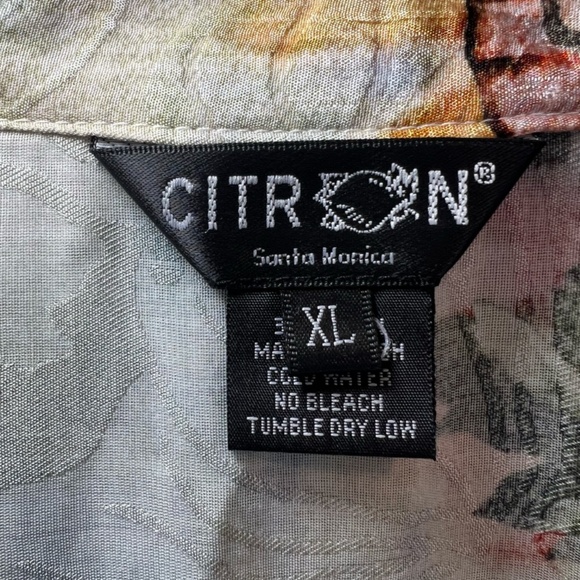 CITRON®
Santa Monica
XL
COLD WATER
NO BLEACH
TUMBLE DRY LOW